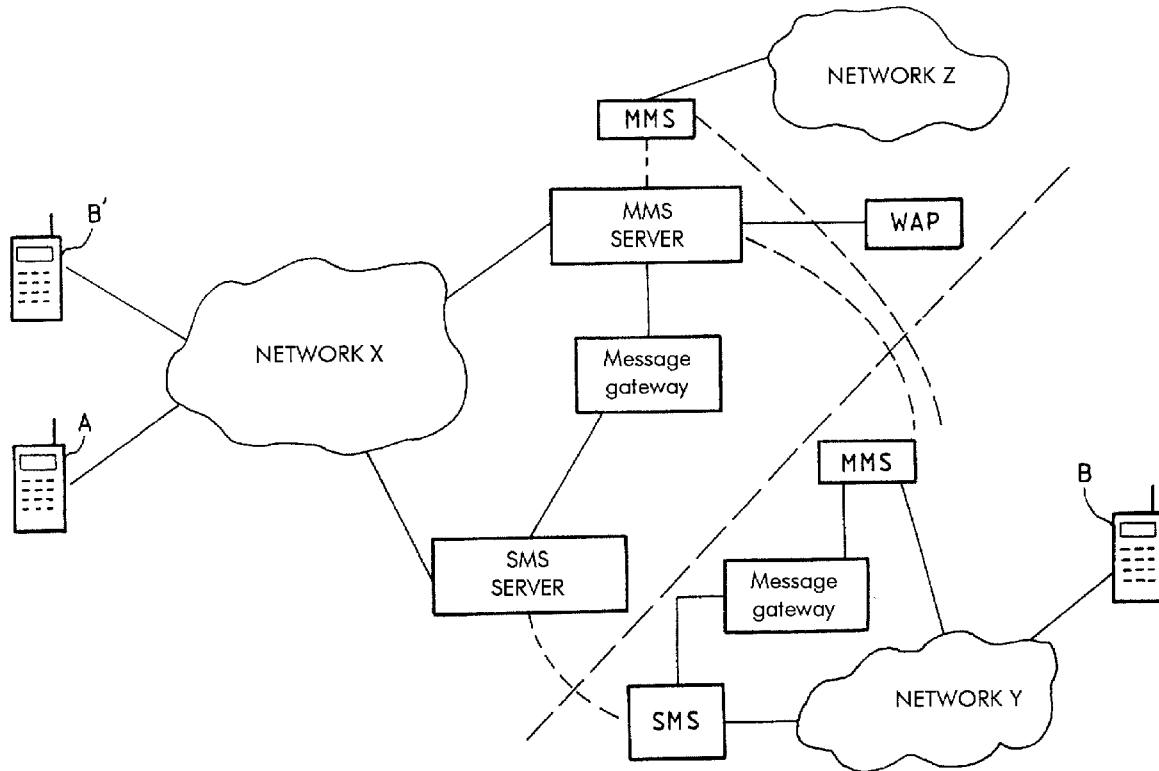 NETWORK Z
MMS
B′
MMS
SERVER
WAP
NETWORK X
Message
gateway
A
MMS
B
SMS
SERVER
Message
gateway
NETWORK Y
SMS